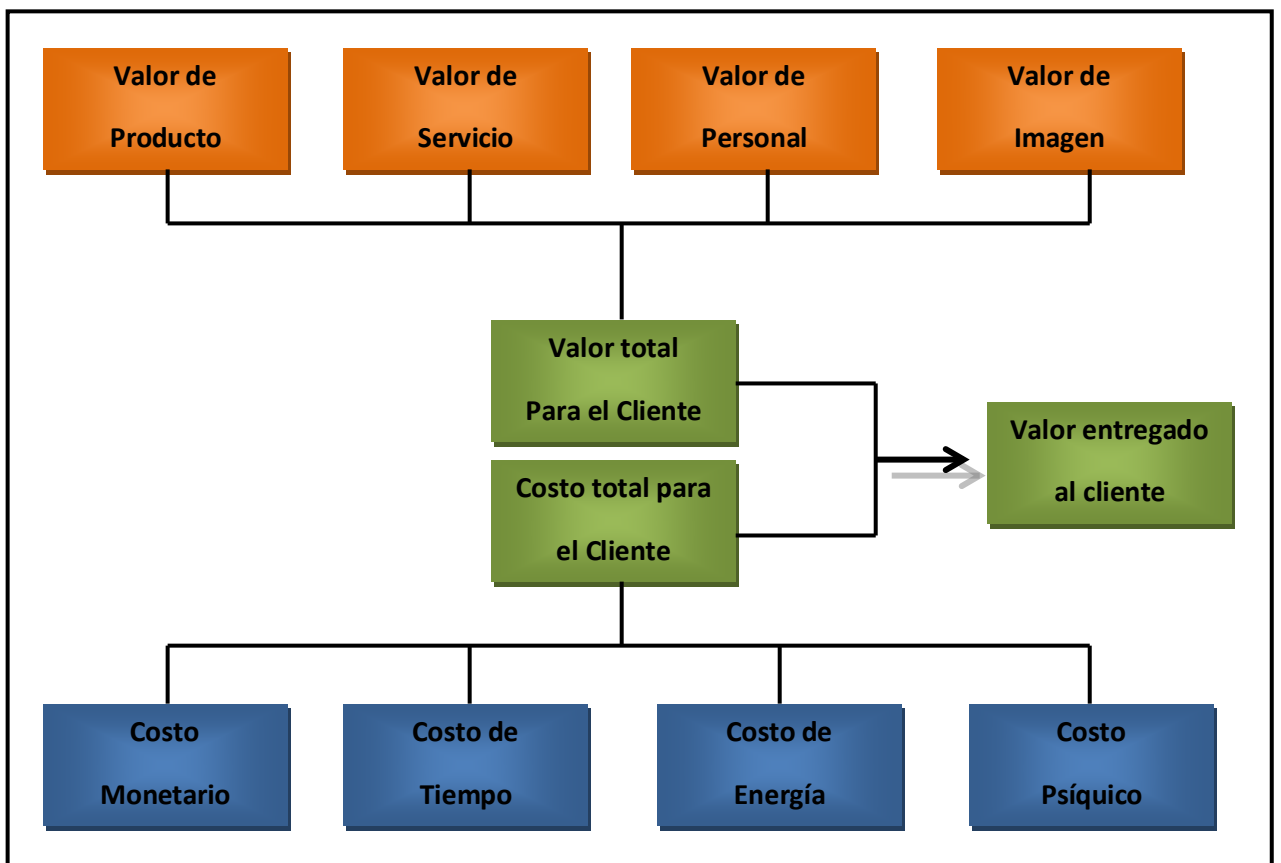 Valor de
Producto
Valor de
Servicio
Valor de
Personal
Valor de
Imagen
Valor total
Para el Cliente
Costo total para
el Cliente
Valor entregado
al cliente
Costo
Monetario
Costo de
Tiempo
Costo de
Energía
Costo
Psíquico